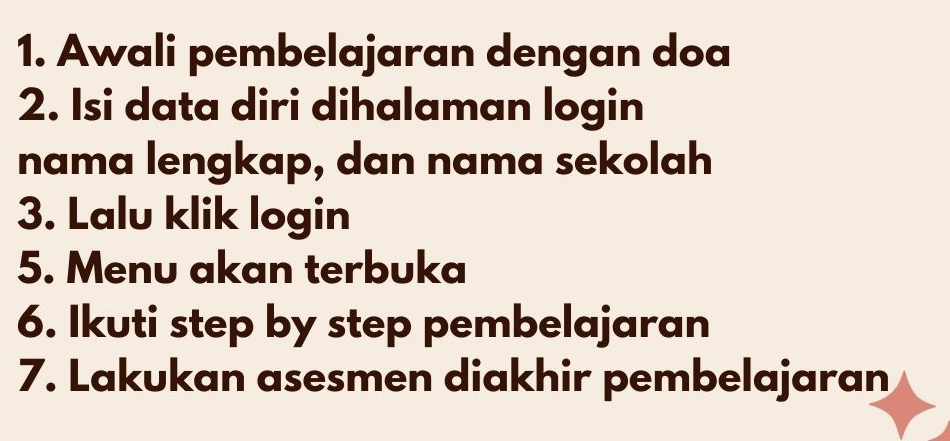 1. Awali pembelajaran dengan doa
2. Isi data diri dihalaman login
nama lengkap, dan nama sekolah
3. Lalu klik login
5. Menu akan terbuka
6. Ikuti step by step pembelajaran
7. Lakukan asesmen diakhir pembelajaran